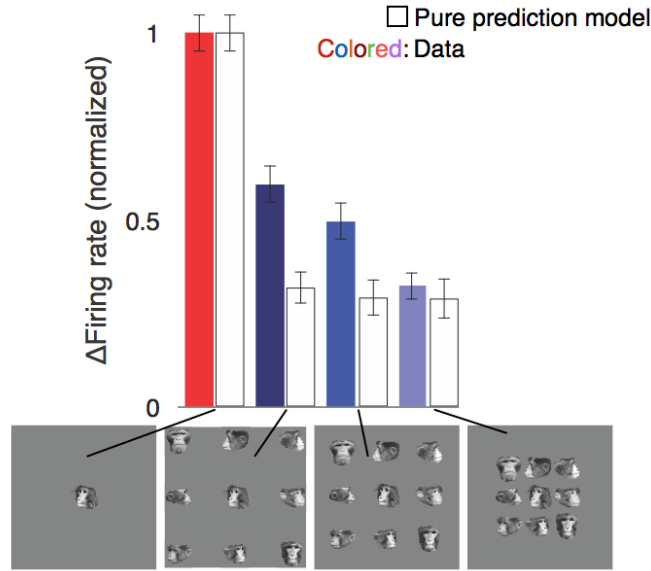 Pure prediction model
Colored: Data
ΔFiring rate (normalized)
1
0.5
0